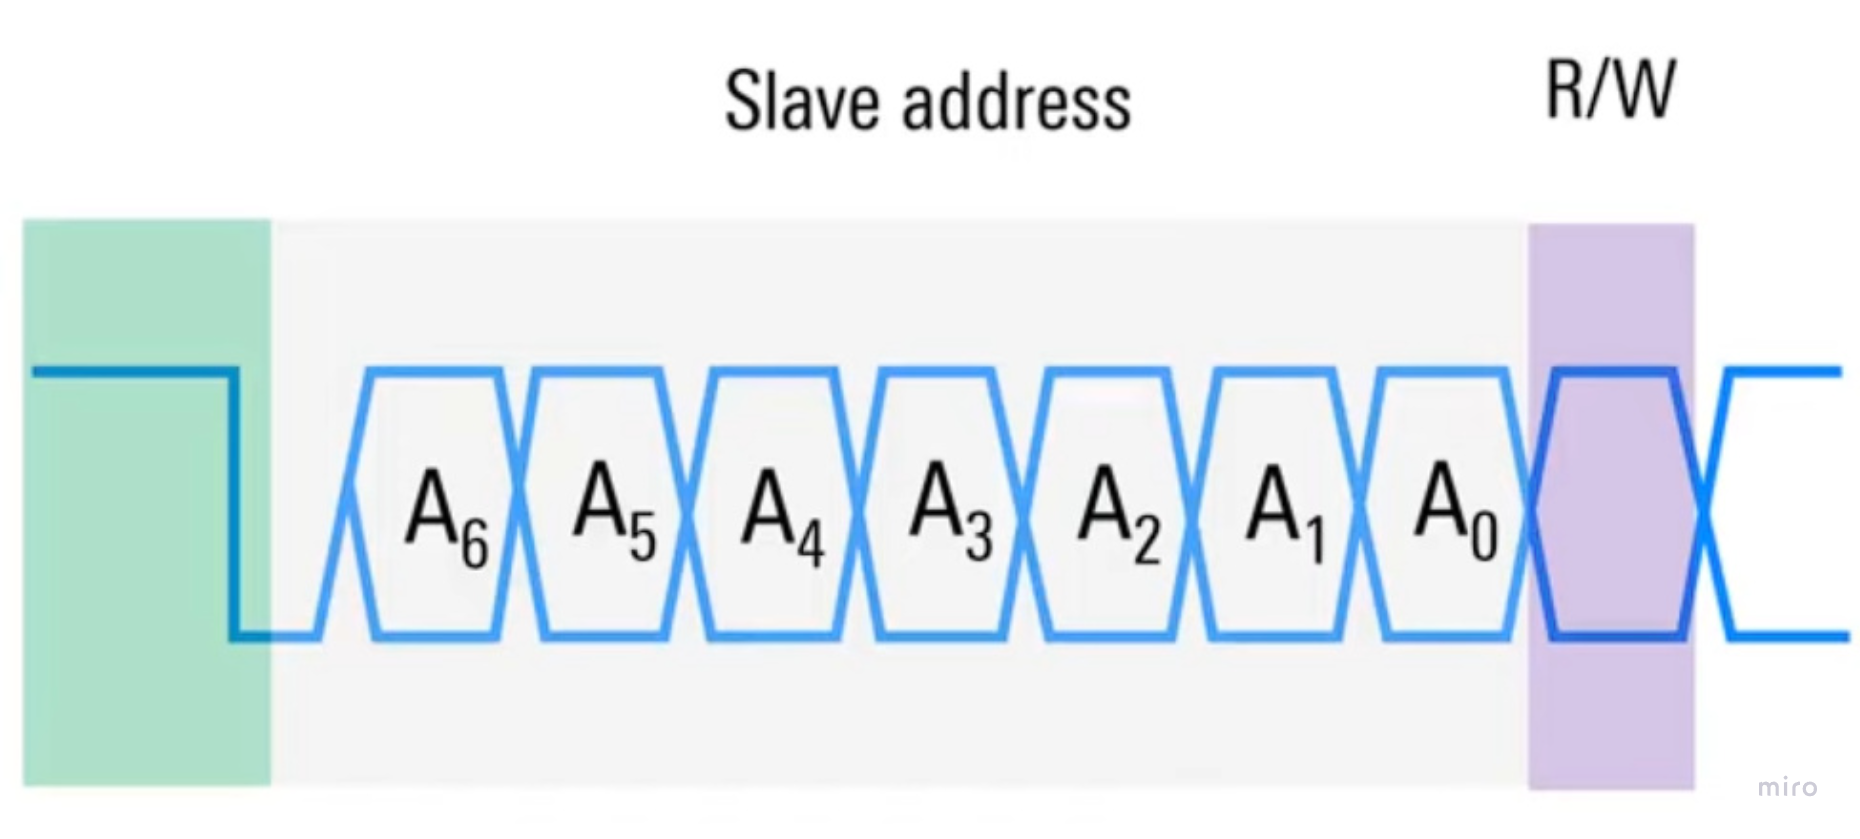 Slave address
R/W
A6 A5 A4 A3 A2 A1 A0
miro